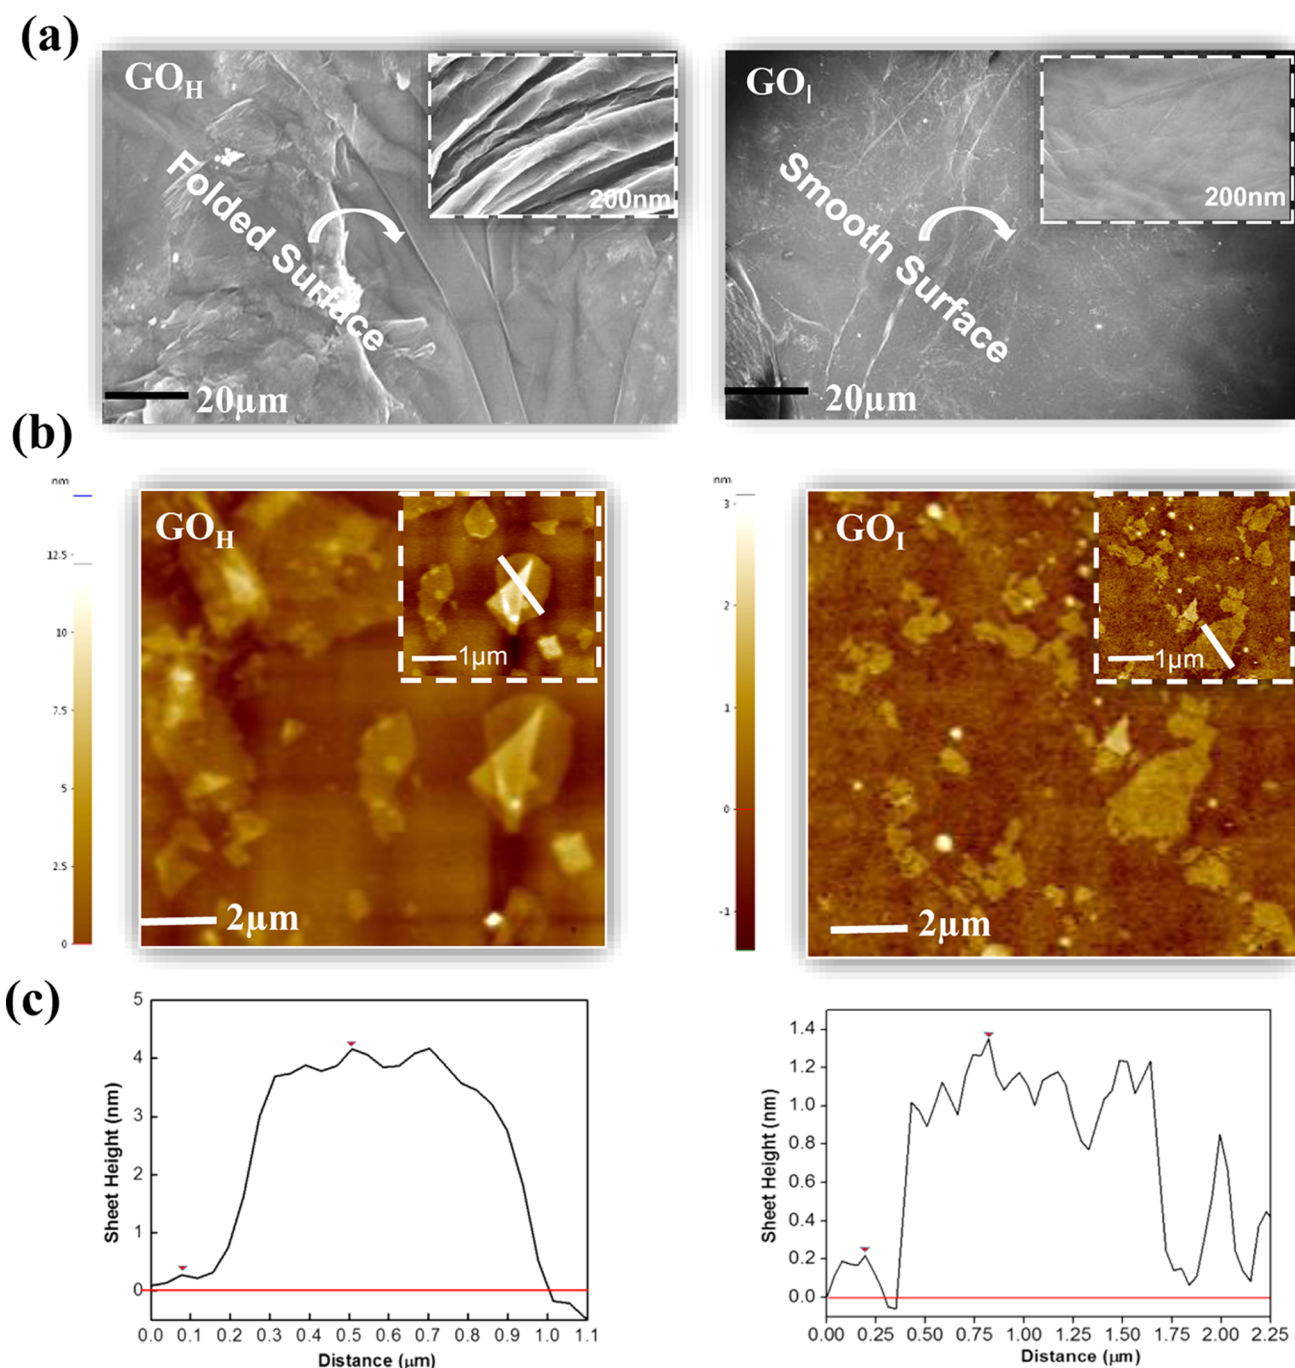 (a)
GOH
Folded Surface
200nm
20µm
GOI
Smooth Surface
200nm
20µm
(b)
nm
12.5
10
7.5
5
2.5
0
GOH
1µm
2µm
nm
3
2
1
0
-1
GOI
1µm
2µm
(c)
5
4
3
2
1
0
Sheet Height (nm)
0.0 0.1 0.2 0.3 0.4 0.5 0.6 0.7 0.8 0.9 1.0 1.1
Distance (µm)
1.4
1.2
1.0
0.8
0.6
0.4
0.2
0.0
Sheet Height (nm)
0.00 0.25 0.50 0.75 1.00 1.25 1.50 1.75 2.00 2.25
Distance (µm)